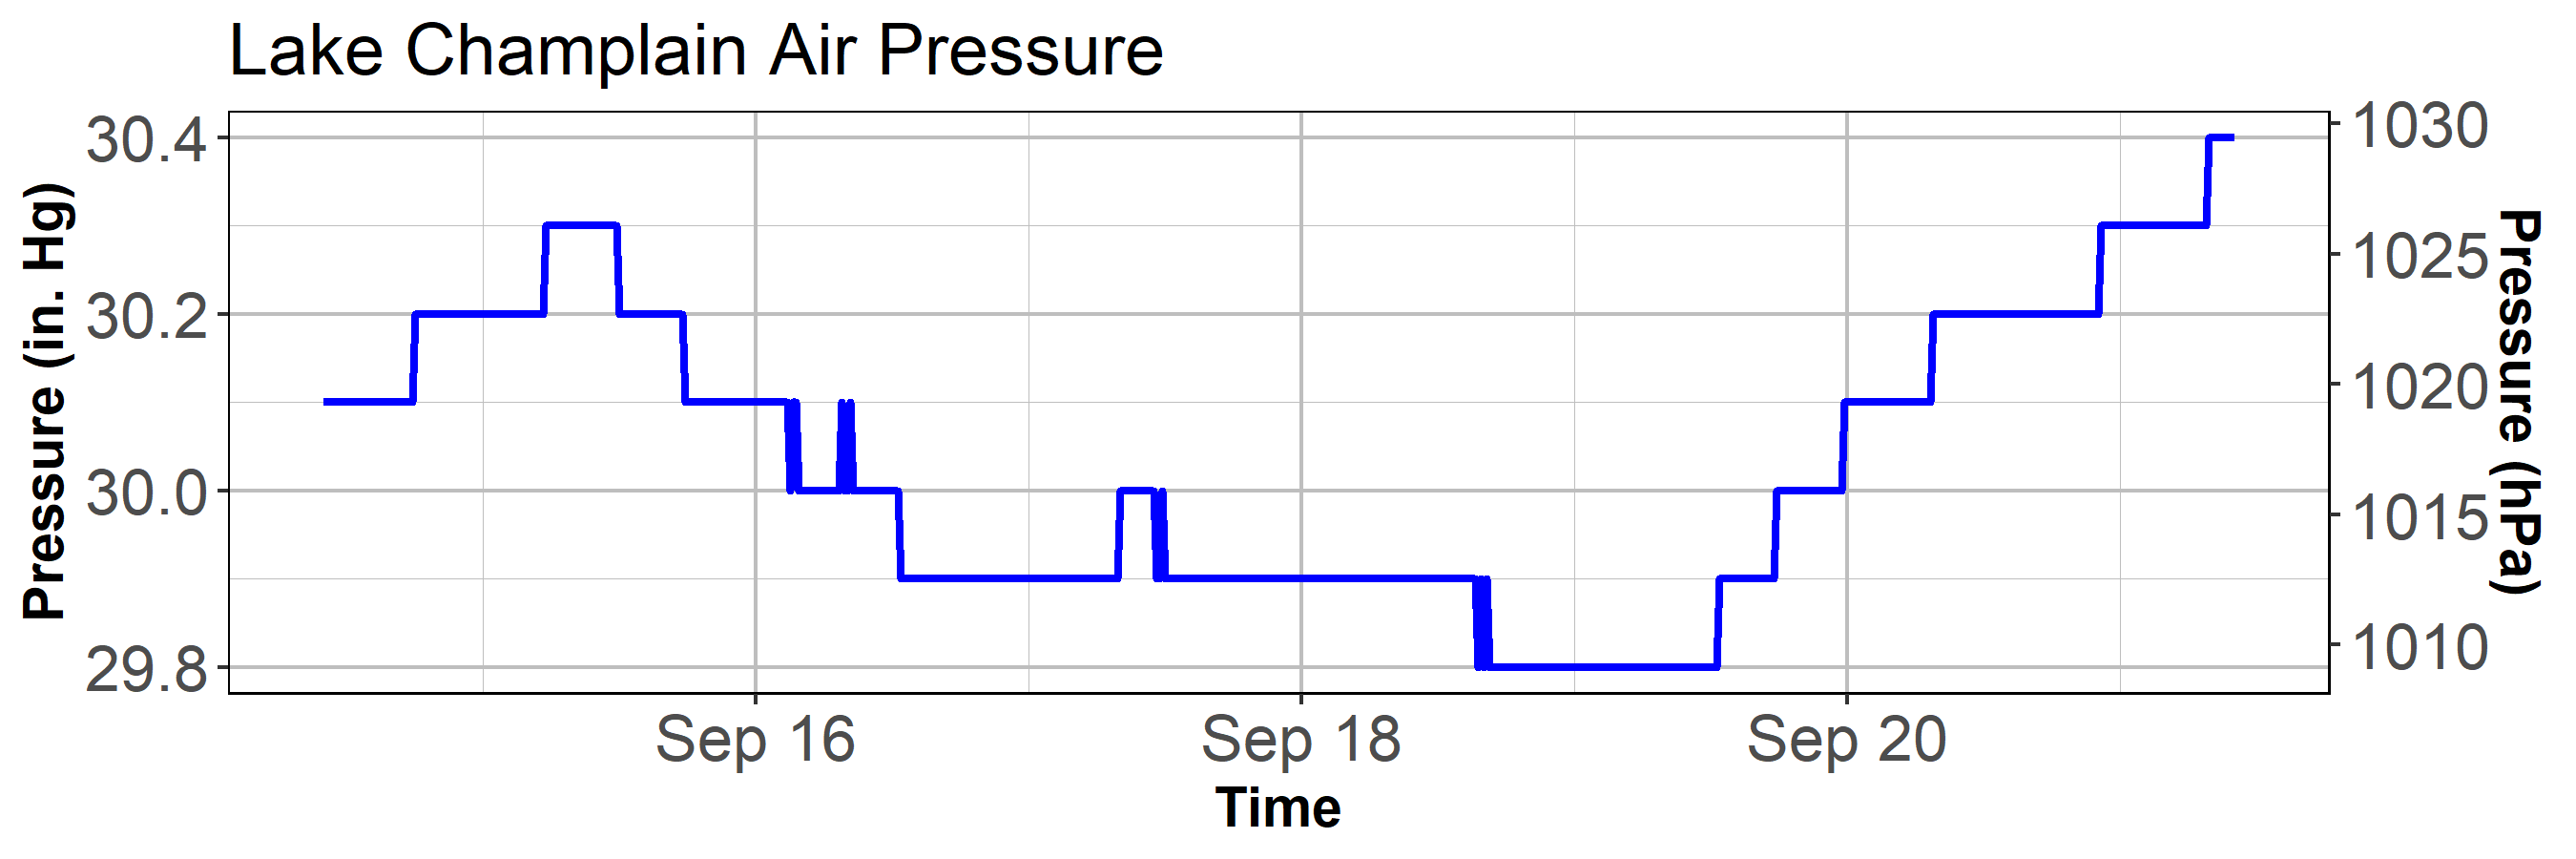 Lake Champlain Air Pressure
Pressure (in. Hg)
30.4
30.2
30.0
29.8
1030
1025
1020
1015
1010
Pressure (hPa)
Sep 16
Sep 18
Sep 20
Time